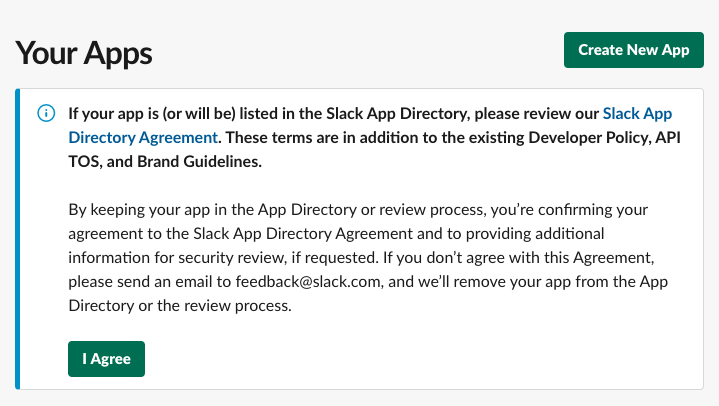 Your Apps
Create New App
If your app is (or will be) listed in the Slack App Directory, please review our Slack App
Directory Agreement. These terms are in addition to the existing Developer Policy, API
TOS, and Brand Guidelines.
By keeping your app in the App Directory or review process, you’re confirming your
agreement to the Slack App Directory Agreement and to providing additional
information for security review, if requested. If you don’t agree with this Agreement,
please send an email to feedback@slack.com, and we’ll remove your app from the App
Directory or the review process.
I Agree